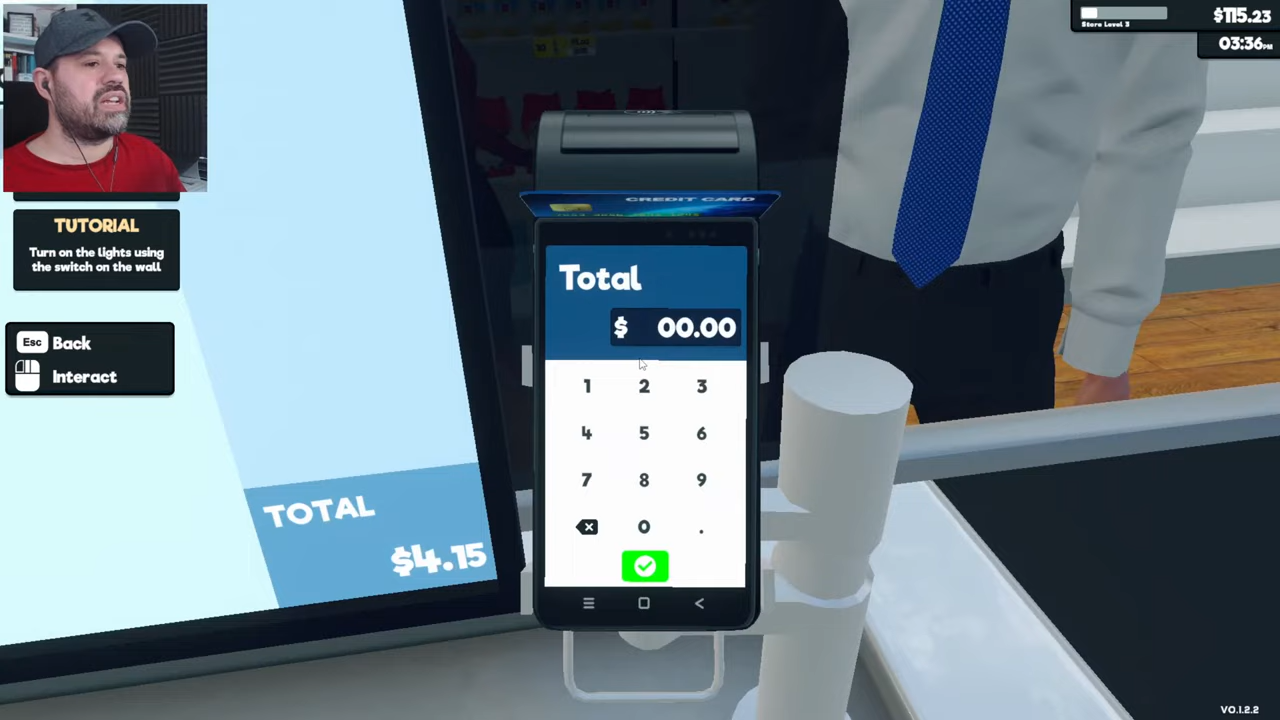 $115.23
Store Level 3
03:36PM
TUTORIAL
Turn on the lights using
the switch on the wall
Esc Back
Interact
CREDIT CARD
Total
$ 00.00
1 2 3
4 5 6
7 8 9
0 .
TOTAL
$4.15
V0.1.2.2